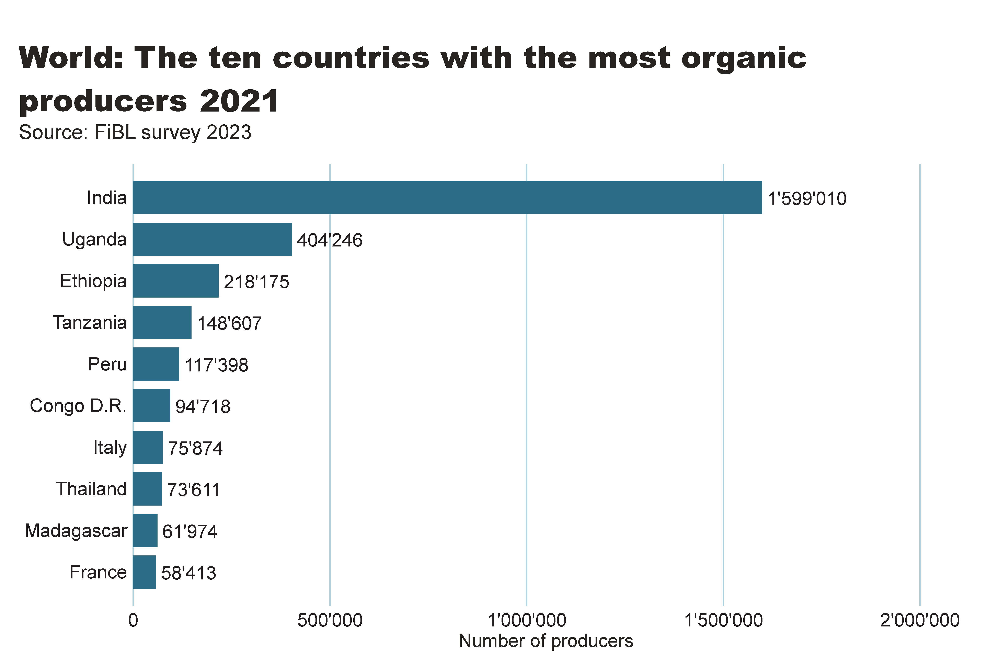 World: The ten countries with the most organic
producers 2021
Source: FiBL survey 2023
India 1'599'010
Uganda 404'246
Ethiopia 218'175
Tanzania 148'607
Peru 117'398
Congo D.R. 94'718
Italy 75'874
Thailand 73'611
Madagascar 61'974
France 58'413
0 500'000 1'000'000 1'500'000 2'000'000
Number of producers